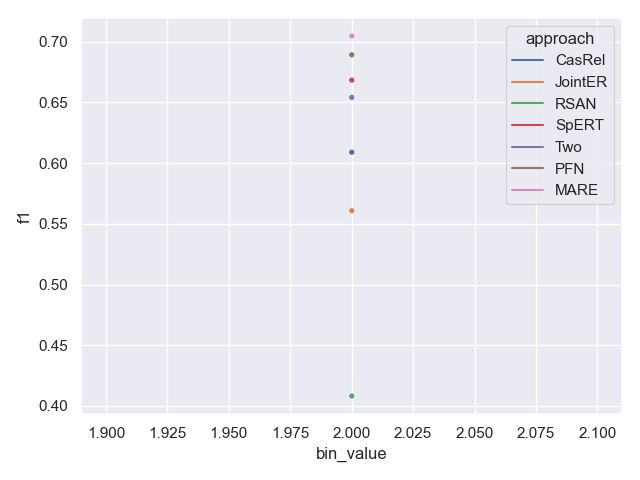 0.70
0.65
0.60
0.55
0.50
0.45
0.40
f1
approach
CasRel
JointER
RSAN
SpERT
Two
PFN
MARE
1.900 1.925 1.950 1.975 2.000 2.025 2.050 2.075 2.100
bin_value